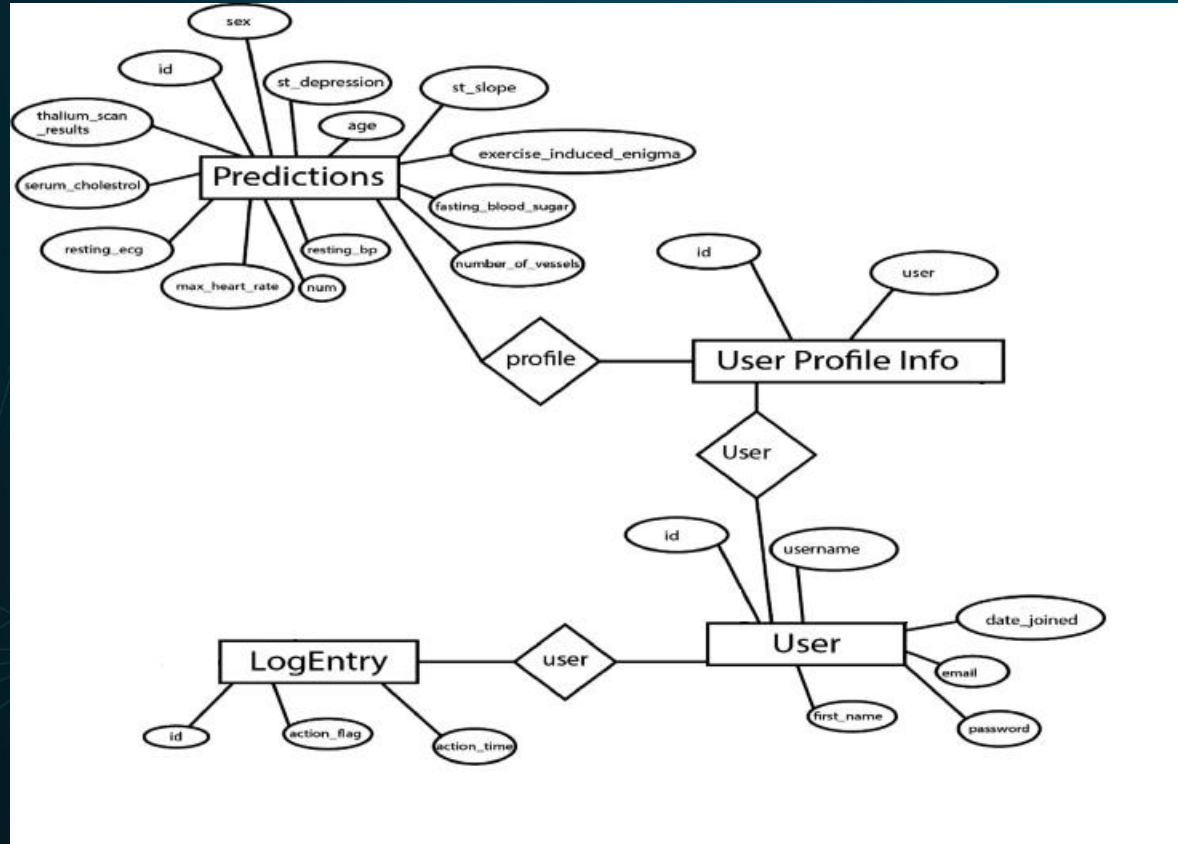 sex
id
st_depression
st_slope
thalium_scan
_results
age
exercise_induced_enigma
Predictions
serum_cholestrol
fasting_blood_sugar
resting_ecg
resting_bp
number_of_vessels
max_heart_rate
num
id
user
profile
User Profile Info
User
id
username
date_joined
LogEntry
user
User
email
id
action_flag
action_time
first_name
password